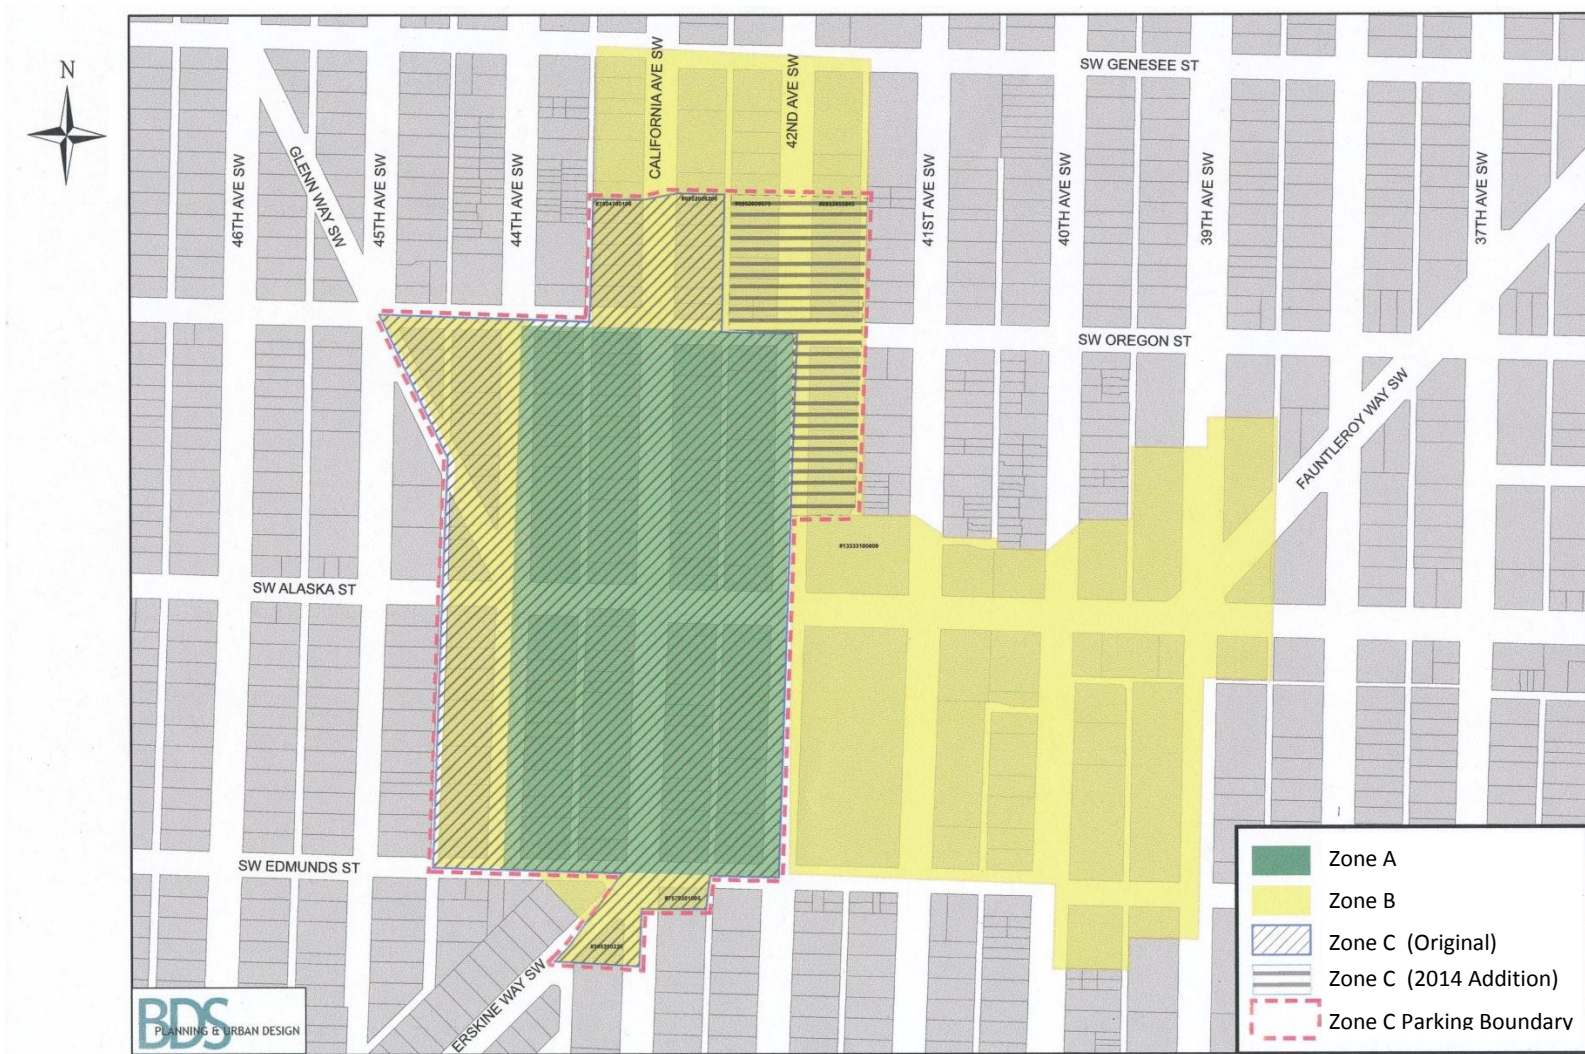 N
SW GENESEE ST
CALIFORNIA AVE SW
42ND AVE SW
GLENN WAY SW
46TH AVE SW
45TH AVE SW
44TH AVE SW
41ST AVE SW
40TH AVE SW
39TH AVE SW
37TH AVE SW
SW OREGON ST
FAUNTLEROY WAY SW
SW ALASKA ST
SW EDMUNDS ST
ERSKINE WAY SW
BDS
PLANNING & URBAN DESIGN
Zone A
Zone B
Zone C (Original)
Zone C (2014 Addition)
Zone C Parking Boundary